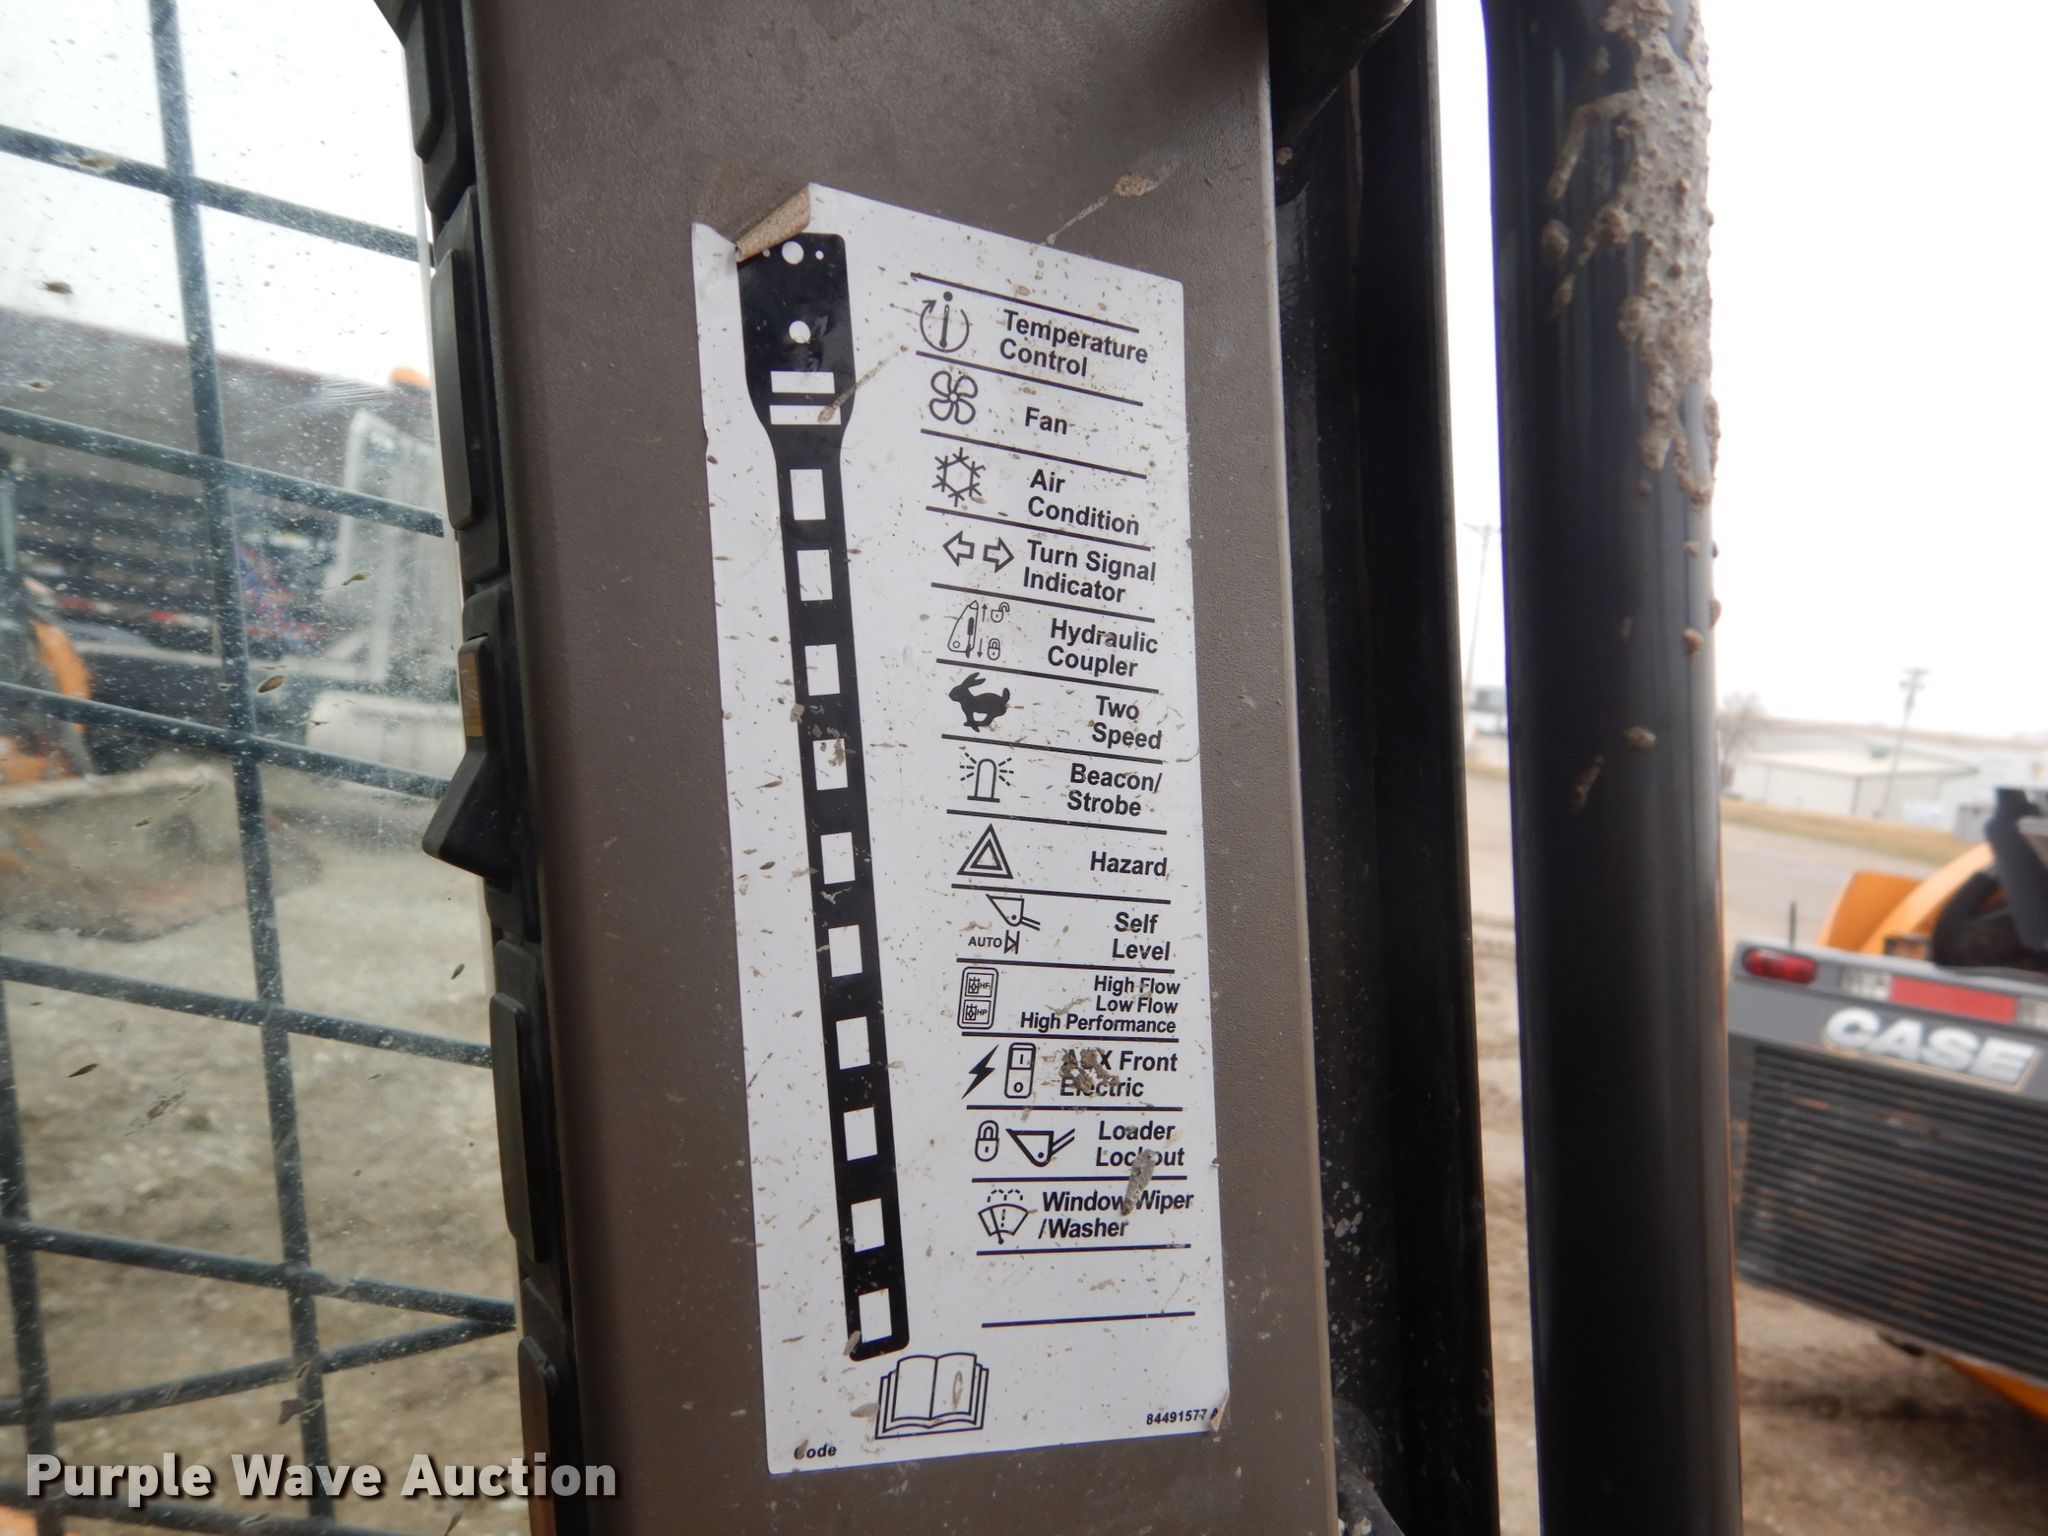 Temperature
Control
Fan
Air
Condition
Turn Signal
Indicator
Hydraulic
Coupler
Two
Speed
Beacon/
Strobe
Hazard
AUTO
Self
Level
HF
HP
High Flow
Low Flow
High Performance
Front
Electric
Loader
Lockout
Window Wiper
/Washer
84491577 A
Code
CASE
Purple Wave Auction